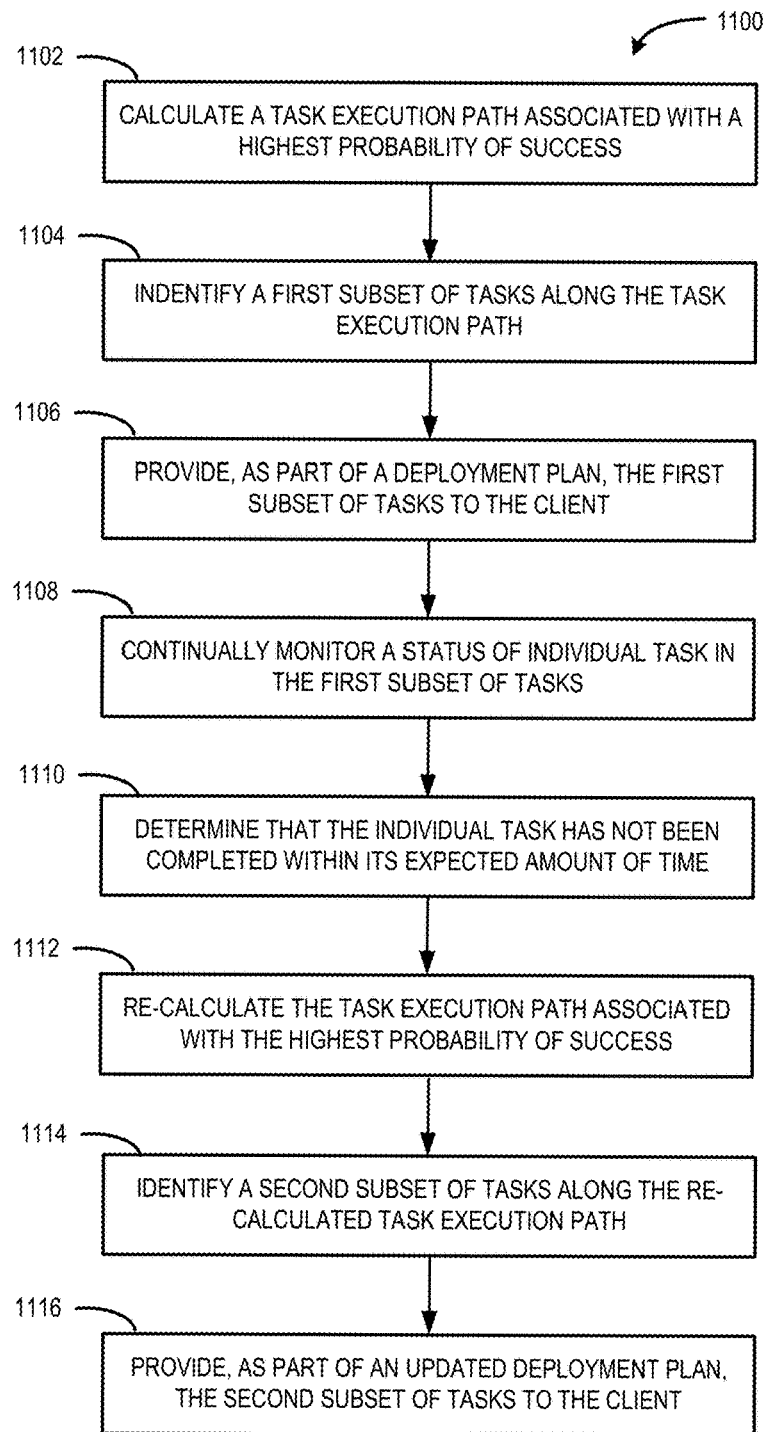 1100
1102
CALCULATE A TASK EXECUTION PATH ASSOCIATED WITH A
HIGHEST PROBABILITY OF SUCCESS
1104
INDENTIFY A FIRST SUBSET OF TASKS ALONG THE TASK
EXECUTION PATH
1106
PROVIDE, AS PART OF A DEPLOYMENT PLAN, THE FIRST
SUBSET OF TASKS TO THE CLIENT
1108
CONTINUALLY MONITOR A STATUS OF INDIVIDUAL TASK IN
THE FIRST SUBSET OF TASKS
1110
DETERMINE THAT THE INDIVIDUAL TASK HAS NOT BEEN
COMPLETED WITHIN ITS EXPECTED AMOUNT OF TIME
1112
RE-CALCULATE THE TASK EXECUTION PATH ASSOCIATED
WITH THE HIGHEST PROBABILITY OF SUCCESS
1114
IDENTIFY A SECOND SUBSET OF TASKS ALONG THE RE-
CALCULATED TASK EXECUTION PATH
1116
PROVIDE, AS PART OF AN UPDATED DEPLOYMENT PLAN,
THE SECOND SUBSET OF TASKS TO THE CLIENT